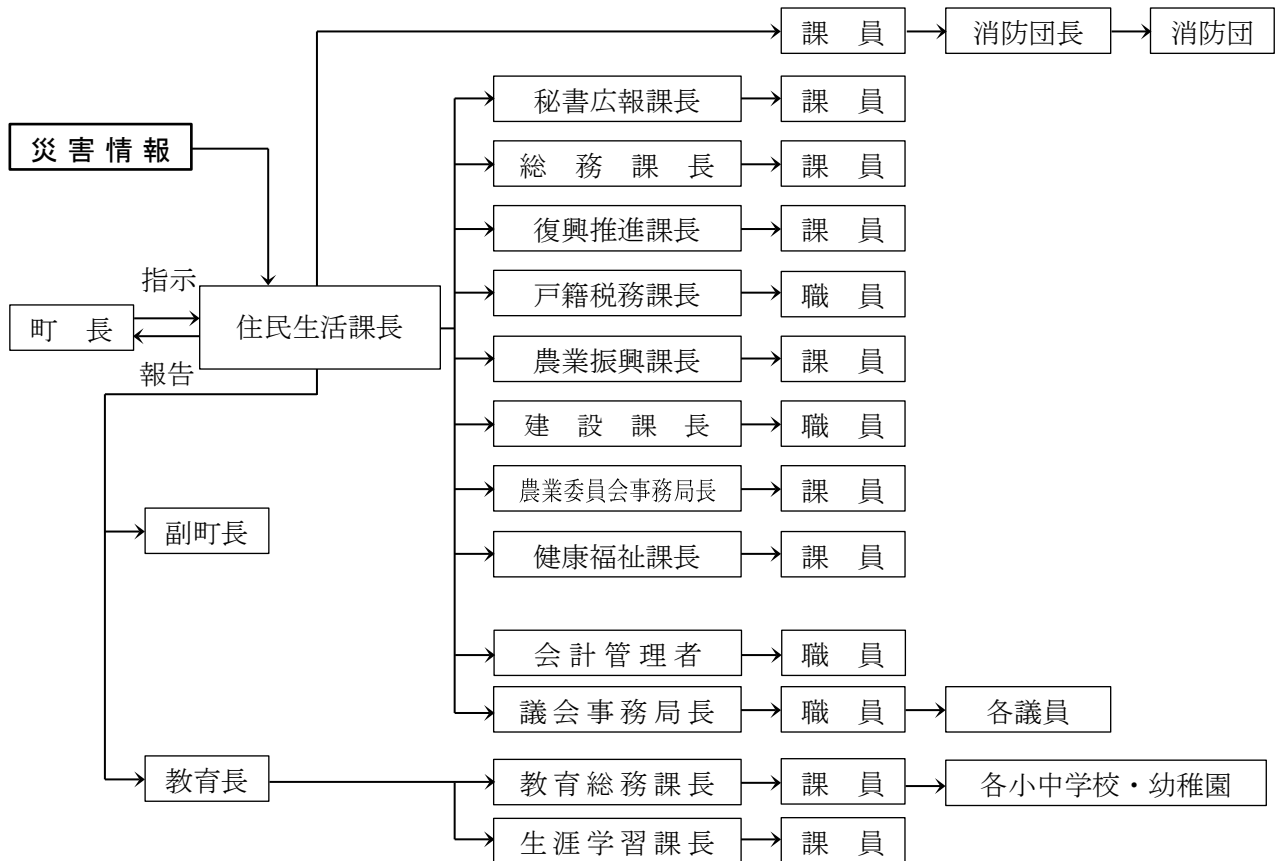 課　員
消防団長
消防団
秘書広報課長
課　員
災害情報
総務課長
課　員
復興推進課長
課　員
指示
戸籍税務課長
職　員
町　長
住民生活課長
農業振興課長
課　員
報告
建設課長
職　員
農業委員会事務局長
課　員
副町長
健康福祉課長
課　員
会計管理者
職　員
議会事務局長
職　員
各議員
教育長
教育総務課長
課　員
各小中学校・幼稚園
生涯学習課長
課　員